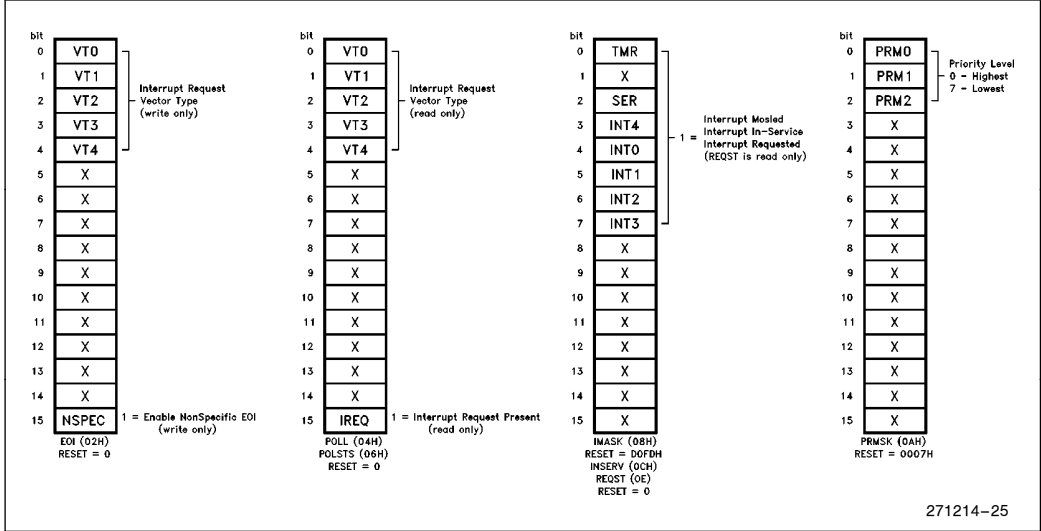 bit
0 VT0
1 VT1
2 VT2
3 VT3
4 VT4
5 X
6 X
7 X
8 X
9 X
10 X
11 X
12 X
13 X
14 X
15 NSPEC
Interrupt Request
Vector Type
(write only)
1 = Enable NonSpecific EOI
(write only)
EOI (02H)
RESET = 0
bit
0 VT0
1 VT1
2 VT2
3 VT3
4 VT4
5 X
6 X
7 X
8 X
9 X
10 X
11 X
12 X
13 X
14 X
15 IREQ
Interrupt Request
Vector Type
(read only)
1 = Interrupt Request Present
(read only)
POLL (04H)
POLSTS (06H)
RESET = 0
bit
0 TMR
1 X
2 SER
3 INT4
4 INT0
5 INT1
6 INT2
7 INT3
8 X
9 X
10 X
11 X
12 X
13 X
14 X
15 X
1 =
Interrupt Mosled
Interrupt In-Service
Interrupt Requested
(REQST is read only)
IMASK (08H)
RESET = D0FDH
INSERV (0CH)
REQST (0E)
RESET = 0
bit
0 PRM0
1 PRM1
2 PRM2
3 X
4 X
5 X
6 X
7 X
8 X
9 X
10 X
11 X
12 X
13 X
14 X
15 X
Priority Level
0 - Highest
7 - Lowest
PRMSK (0AH)
RESET = 0007H
271214-25